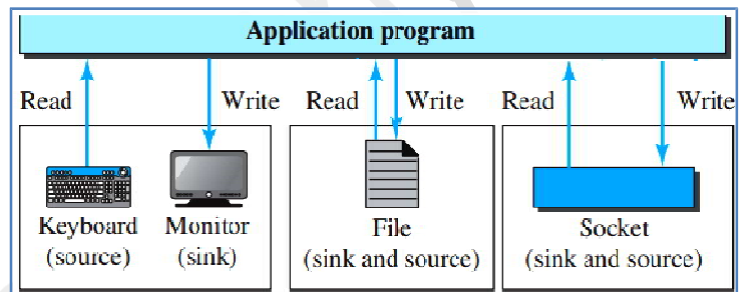 Application program
Read Write Read Write Read Write
Keyboard Monitor File Socket
(source) (sink) (sink and source) (sink and source)